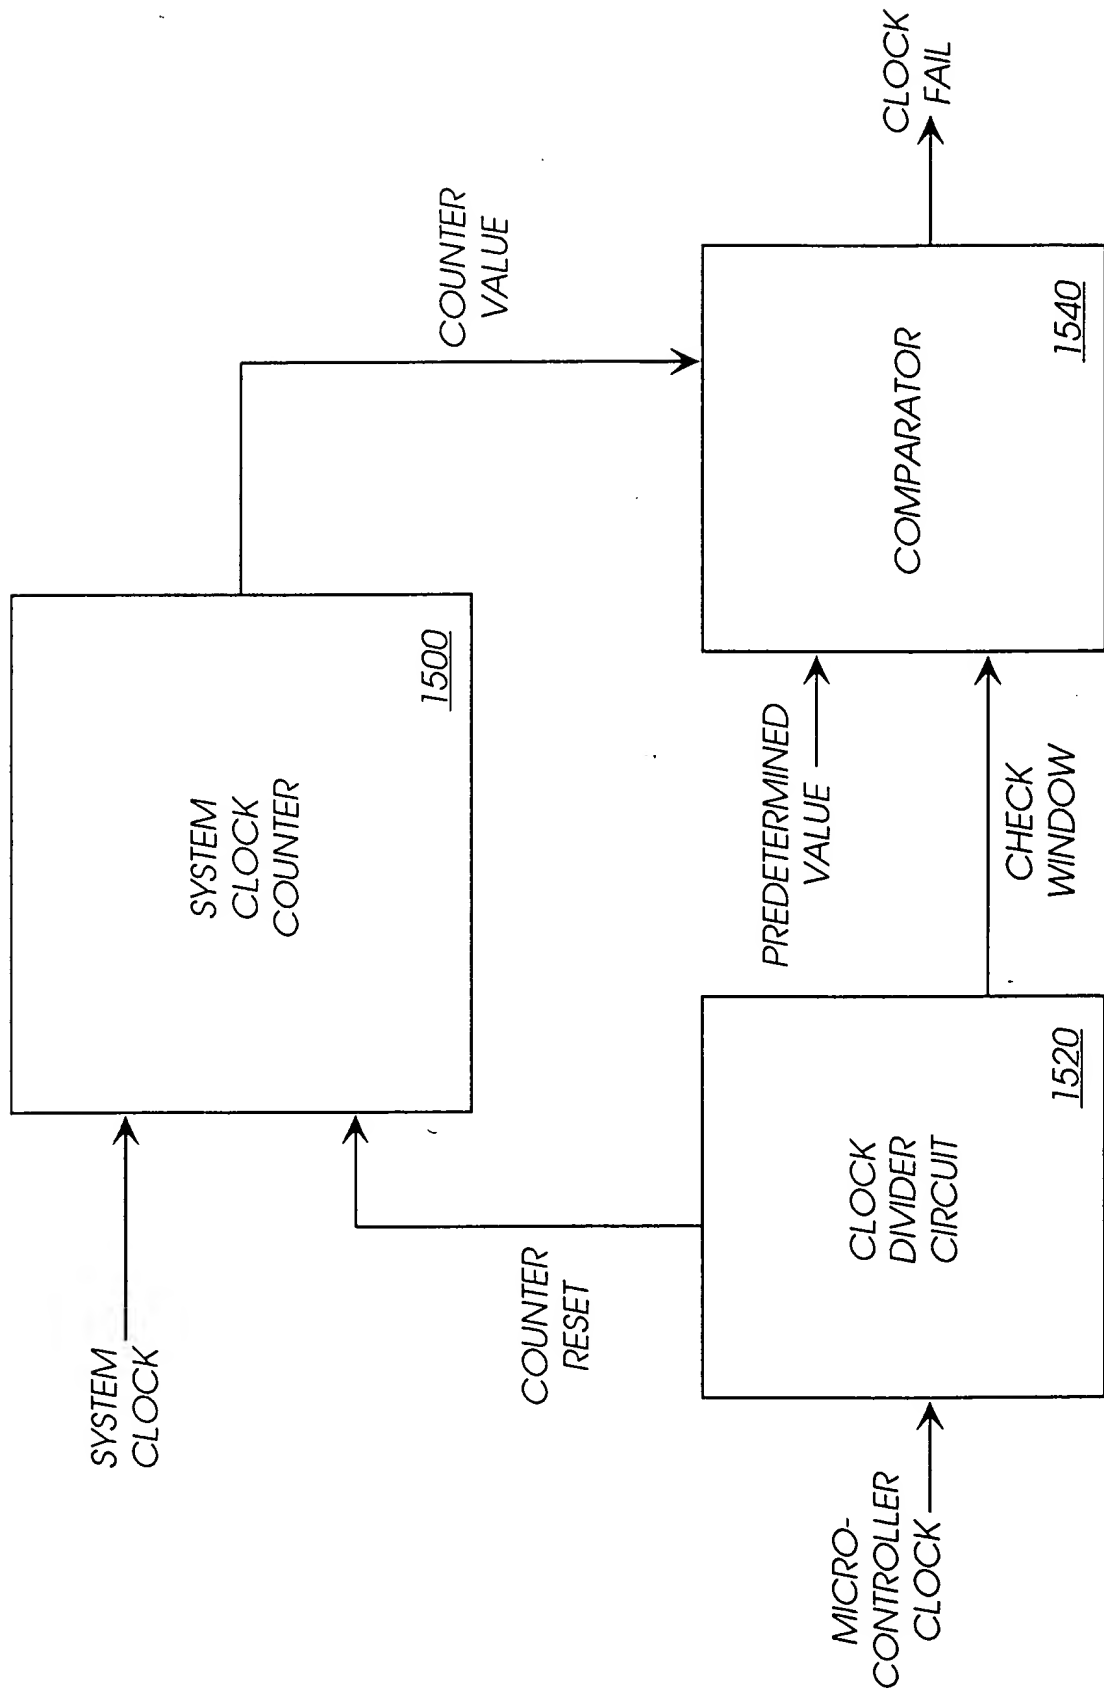 SYSTEM
CLOCK
SYSTEM
CLOCK
COUNTER
1500
COUNTER
VALUE
COUNTER
RESET
MICRO-
CONTROLLER
CLOCK
CLOCK
DIVIDER
CIRCUIT
1520
PREDETERMINED
VALUE
CHECK
WINDOW
COMPARATOR
1540
CLOCK
FAIL